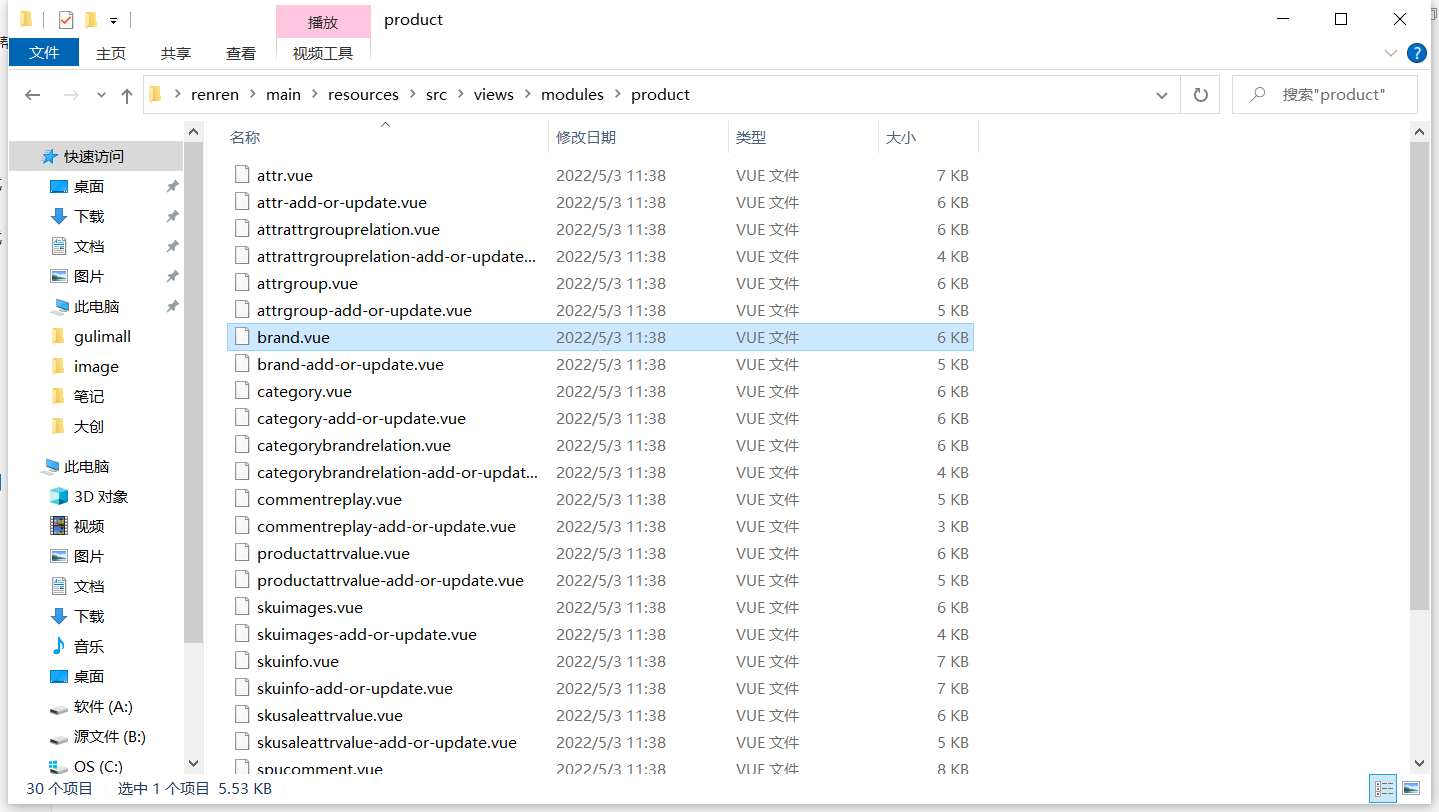 播放
product
文件
主页
共享
查看
视频工具
renren
main
resources
src
views
modules
product
搜索"product"
快速访问
桌面
下载
文档
图片
此电脑
gulimall
image
笔记
大创
此电脑
3D 对象
视频
图片
文档
下载
音乐
桌面
软件 (A:)
源文件 (B:)
OS (C:)
名称 修改日期 类型 大小
attr.vue 2022/5/3 11:38 VUE 文件 7 KB
attr-add-or-update.vue 2022/5/3 11:38 VUE 文件 6 KB
attrattrgrouprelation.vue 2022/5/3 11:38 VUE 文件 6 KB
attrattrgrouprelation-add-or-update... 2022/5/3 11:38 VUE 文件 4 KB
attrgroup.vue 2022/5/3 11:38 VUE 文件 6 KB
attrgroup-add-or-update.vue 2022/5/3 11:38 VUE 文件 5 KB
brand.vue 2022/5/3 11:38 VUE 文件 6 KB
brand-add-or-update.vue 2022/5/3 11:38 VUE 文件 5 KB
category.vue 2022/5/3 11:38 VUE 文件 6 KB
category-add-or-update.vue 2022/5/3 11:38 VUE 文件 6 KB
categorybrandrelation.vue 2022/5/3 11:38 VUE 文件 6 KB
categorybrandrelation-add-or-updat... 2022/5/3 11:38 VUE 文件 4 KB
commentreplay.vue 2022/5/3 11:38 VUE 文件 5 KB
commentreplay-add-or-update.vue 2022/5/3 11:38 VUE 文件 3 KB
productattrvalue.vue 2022/5/3 11:38 VUE 文件 6 KB
productattrvalue-add-or-update.vue 2022/5/3 11:38 VUE 文件 5 KB
skuimages.vue 2022/5/3 11:38 VUE 文件 6 KB
skuimages-add-or-update.vue 2022/5/3 11:38 VUE 文件 4 KB
skuinfo.vue 2022/5/3 11:38 VUE 文件 7 KB
skuinfo-add-or-update.vue 2022/5/3 11:38 VUE 文件 7 KB
skusaleattrvalue.vue 2022/5/3 11:38 VUE 文件 6 KB
skusaleattrvalue-add-or-update.vue 2022/5/3 11:38 VUE 文件 5 KB
spucomment.vue 2022/5/3 11:38 VUE 文件 8 KB
30 个项目 选中 1 个项目 5.53 KB